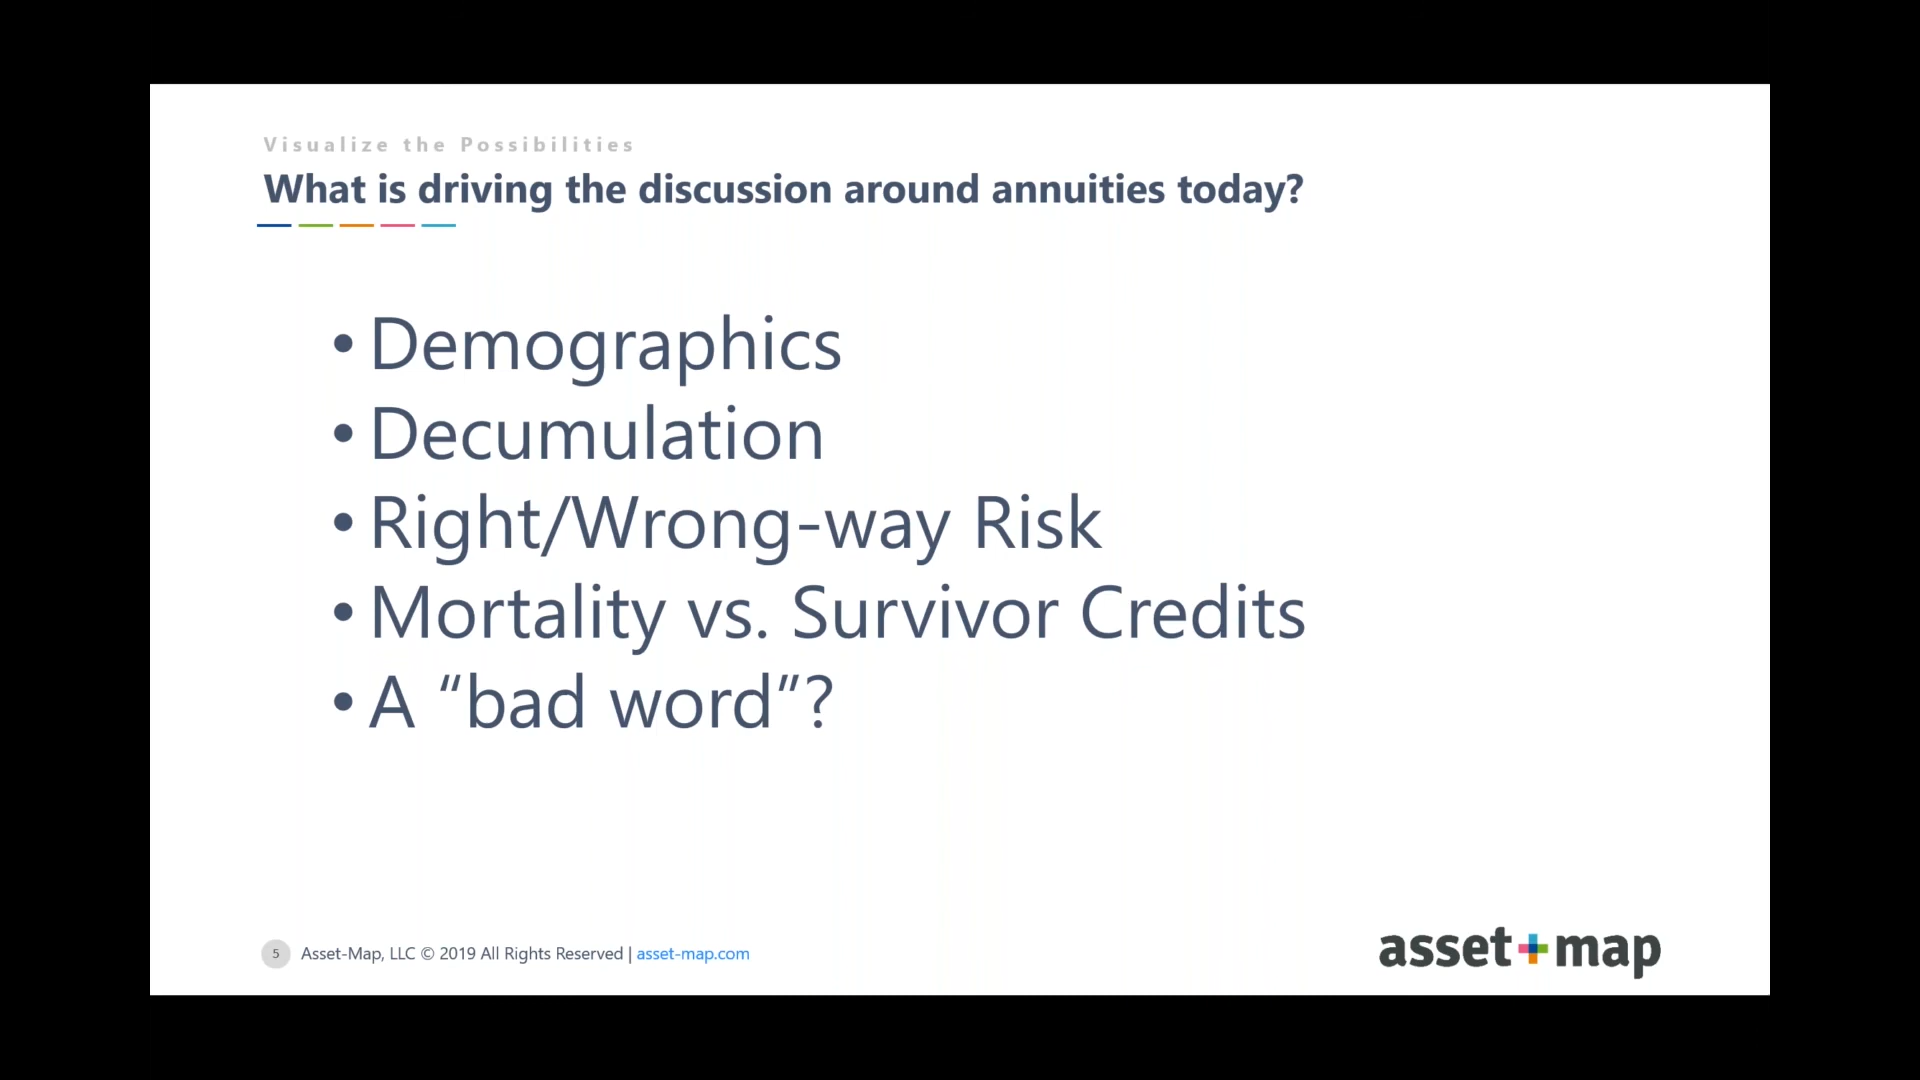 Visualize the Possibilities
What is driving the discussion around annuities today?
• Demographics
• Decumulation
• Right/Wrong-way Risk
• Mortality vs. Survivor Credits
• A “bad word”?
5 Asset-Map, LLC © 2019 All Rights Reserved | asset-map.com
asset+map